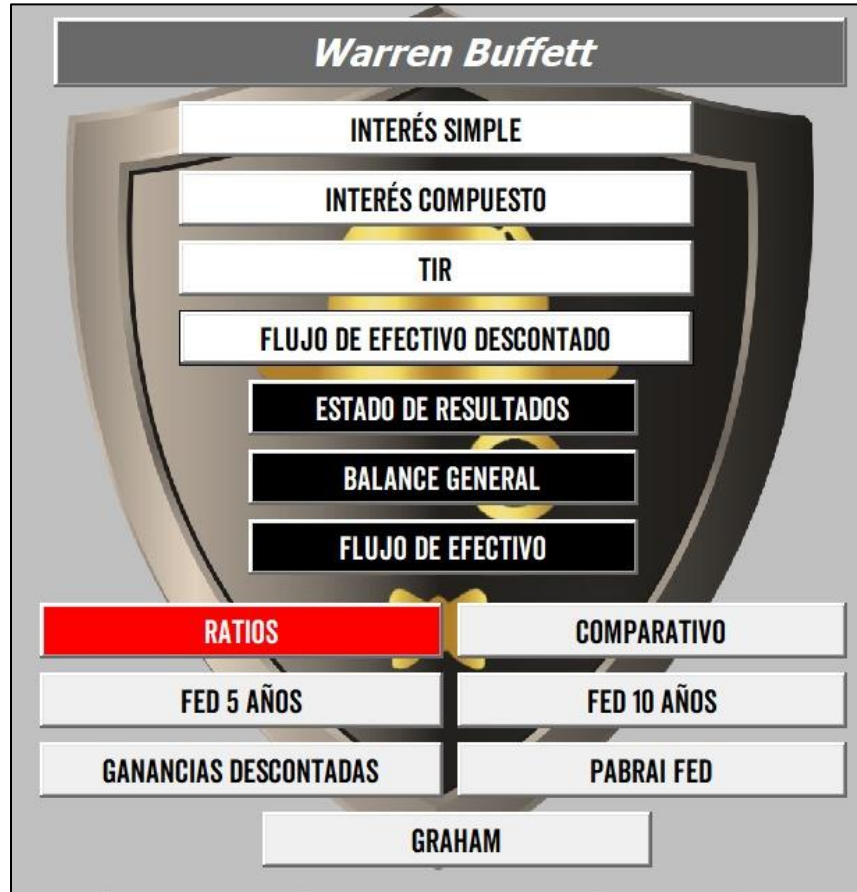 Warren Buffett
INTERÉS SIMPLE
INTERÉS COMPUESTO
TIR
FLUJO DE EFECTIVO DESCONTADO
ESTADO DE RESULTADOS
BALANCE GENERAL
FLUJO DE EFECTIVO
RATIOS
COMPARATIVO
FED 5 AÑOS
FED 10 AÑOS
GANANCIAS DESCONTADAS
PABRAI FED
GRAHAM